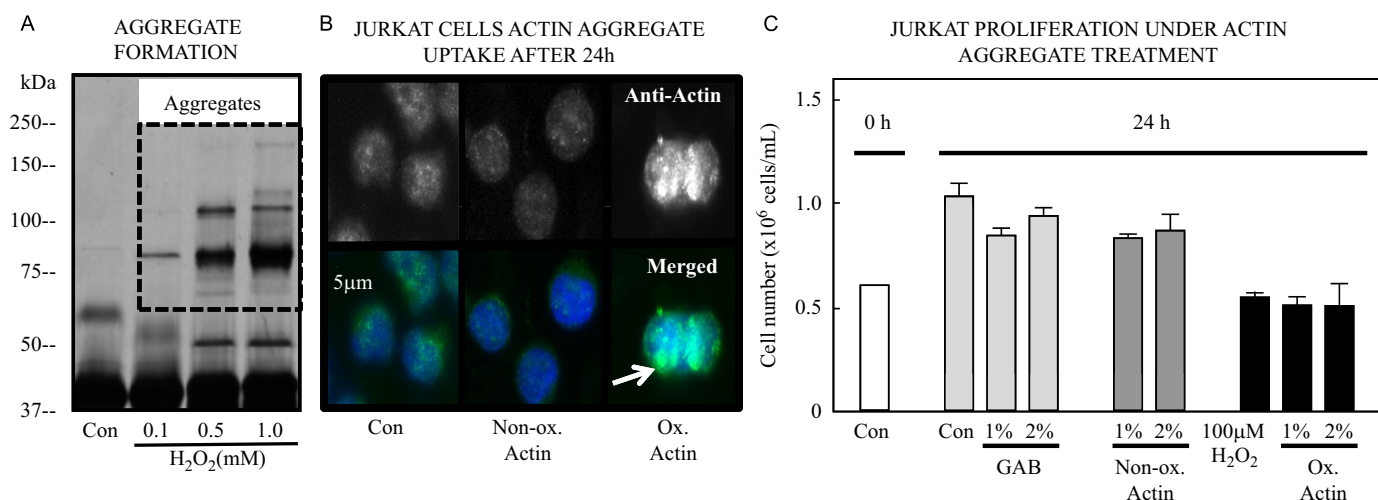 A
AGGREGATE
FORMATION
kDa
Aggregates
250--
150--
100--
75--
50--
37--
Con 0.1 0.5 1.0
H₂O₂(mM)
B
JURKAT CELLS ACTIN AGGREGATE
UPTAKE AFTER 24h
Anti-Actin
5μm
Merged
Con Non-ox. Ox.
Actin Actin
C
JURKAT PROLIFERATION UNDER ACTIN
AGGREGATE TREATMENT
Cell number (x10⁶ cells/mL)
1.5
1.0
0.5
0
0 h 24 h
Con Con 1% 2% 1% 2% 100μM 1% 2%
GAB Non-ox. H₂O₂ Ox.
Actin Actin